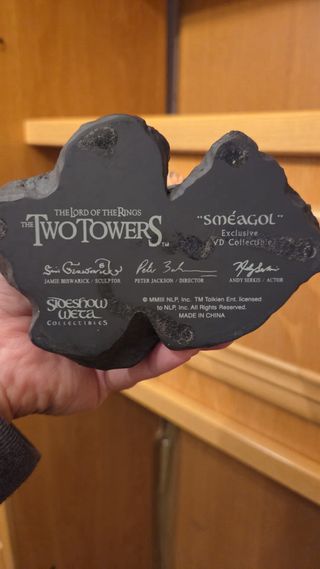 THE LORD OF THE RINGS
THE TWO TOWERS TM
JAMIE BESWARICK / SCULPTOR
PETER JACKSON / DIRECTOR
SIDESHOW WETA
COLLECTIBLES
"SMÉAGOL"
Exclusive
VD Collectible
ANDY SERKIS / ACTOR
© MMIII NLP, Inc. TM Tolkien Ent. licensed
to NLP, Inc. All Rights Reserved.
MADE IN CHINA